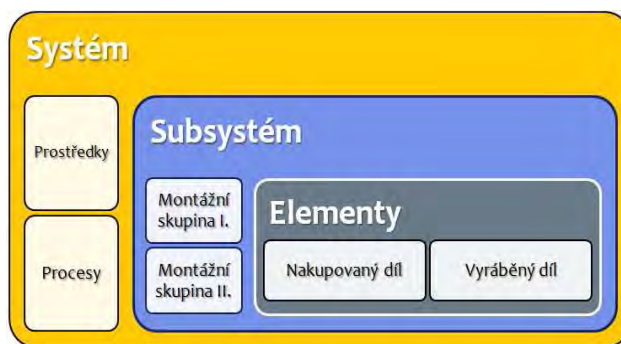 Systém
Prostředky
Procesy
Subsystém
Montážní
skupina I.
Montážní
skupina II.
Elementy
Nakupovaný díl
Vyráběný díl